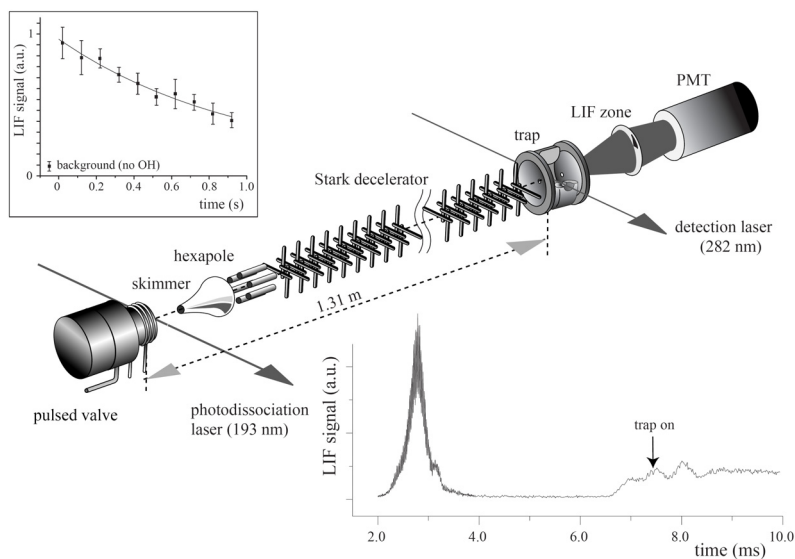 LIF signal (a.u.)
1
0
background (no OH)
0
0.2
0.4
0.6
0.8
1.0
time (s)
PMT
LIF zone
trap
Stark decelerator
detection laser
(282 nm)
hexapole
skimmer
1.31 m
pulsed valve
photodissociation
laser (193 nm)
LIF signal (a.u.)
trap on
2.0
3.0
4.0
6.0
8.0
10.0
time (ms)